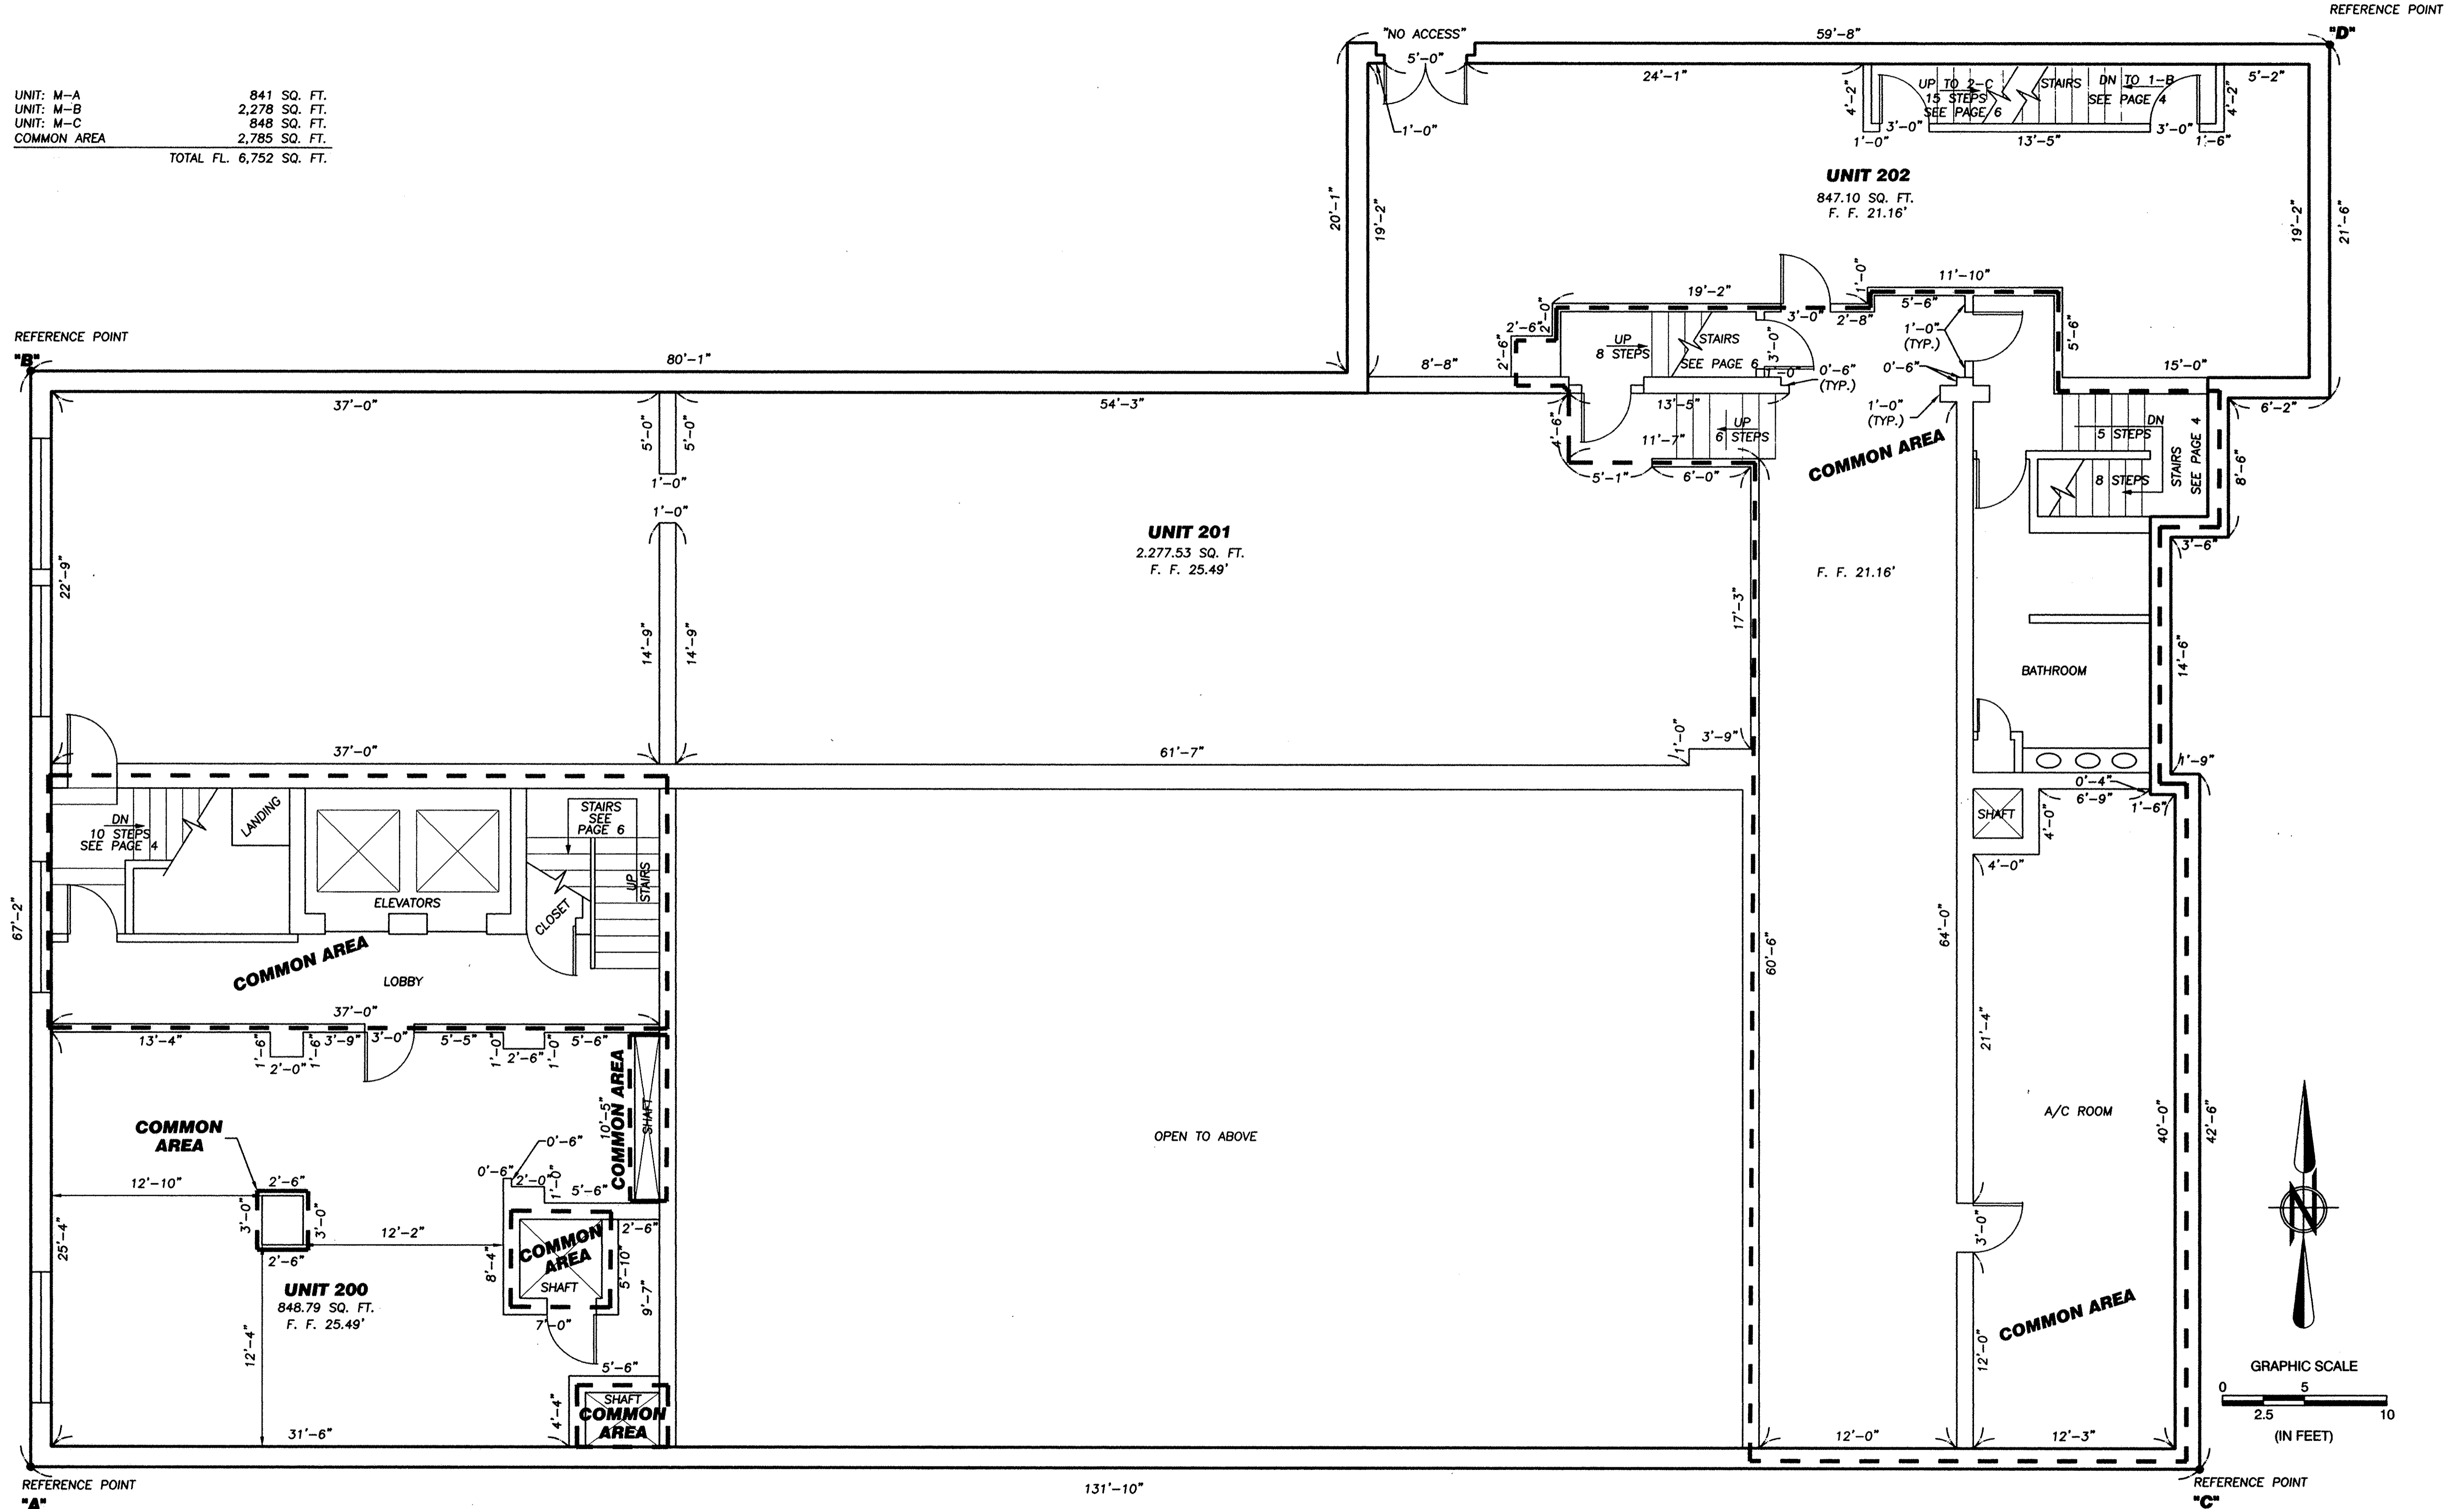 REFERENCE POINT
"D"
"NO ACCESS"
59'-8"
5'-0"
24'-1"
UP TO 2-C
15 STEPS
SEE PAGE 6
STAIRS
DN TO 1-B
SEE PAGE 4
5'-2"
4'-2"
4'-2"
1'-0"
3'-0"
3'-0"
1'-0"
13'-5"
1'-6"
UNIT: M-A 841 SQ. FT.
UNIT: M-B 2,278 SQ. FT.
UNIT: M-C 848 SQ. FT.
COMMON AREA 2,785 SQ. FT.
TOTAL FL. 6,752 SQ. FT.
UNIT 202
847.10 SQ. FT.
F. F. 21.16'
20'-1"
19'-2"
19'-2"
21'-6"
19'-2"
1'-0"
11'-10"
5'-6"
2'-0"
2'-6"
2'-6"
3'-0"
2'-8"
1'-0"
(TYP.)
5'-6"
UP
8 STEPS
STAIRS
SEE PAGE 6
3'-0"
1'-0"
0'-6"
(TYP.)
0'-6"
8'-8"
15'-0"
REFERENCE POINT
"B"
80'-1"
37'-0"
54'-3"
13'-5"
1'-0"
(TYP.)
6'-2"
5'-0"
5'-0"
4'-6"
11'-7"
UP
6 STEPS
COMMON AREA
DN
5 STEPS
8 STEPS
STAIRS
SEE PAGE 4
8'-6"
5'-1"
6'-0"
1'-0"
1'-0"
UNIT 201
2.277.53 SQ. FT.
F. F. 25.49'
3'-6"
F. F. 21.16'
22'-9"
14'-9"
14'-9"
17'-3"
14'-6"
BATHROOM
37'-0"
61'-7"
1'-0"
3'-9"
1'-9"
0'-4"
6'-9"
1'-6"
SHAFT
4'-0"
4'-0"
DN
10 STEPS
SEE PAGE 4
LANDING
STAIRS
SEE
PAGE 6
UP
STAIRS
ELEVATORS
CLOSET
COMMON AREA
LOBBY
67'-2"
60'-6"
64'-0"
37'-0"
13'-4"
1'-6"
2'-0"
1'-6"
3'-9"
3'-0"
5'-5"
1'-0"
2'-6"
1'-0"
5'-6"
21'-4"
COMMON AREA
SHAFT
10'-5"
COMMON
AREA
OPEN TO ABOVE
A/C ROOM
40'-0"
42'-6"
0'-6"
0'-6"
2'-0"
1'-0"
5'-6"
12'-10"
2'-6"
3'-0"
3'-0"
2'-6"
12'-2"
25'-4"
2'-6"
COMMON
AREA
SHAFT
8'-4"
5'-10"
9'-7"
7'-0"
3'-0"
UNIT 200
848.79 SQ. FT.
F. F. 25.49'
12'-4"
5'-6"
SHAFT
COMMON
AREA
4'-4"
31'-6"
12'-0"
COMMON AREA
12'-0"
12'-3"
N
GRAPHIC SCALE
0 5
2.5 10
(IN FEET)
REFERENCE POINT
"A"
131'-10"
REFERENCE POINT
"C"